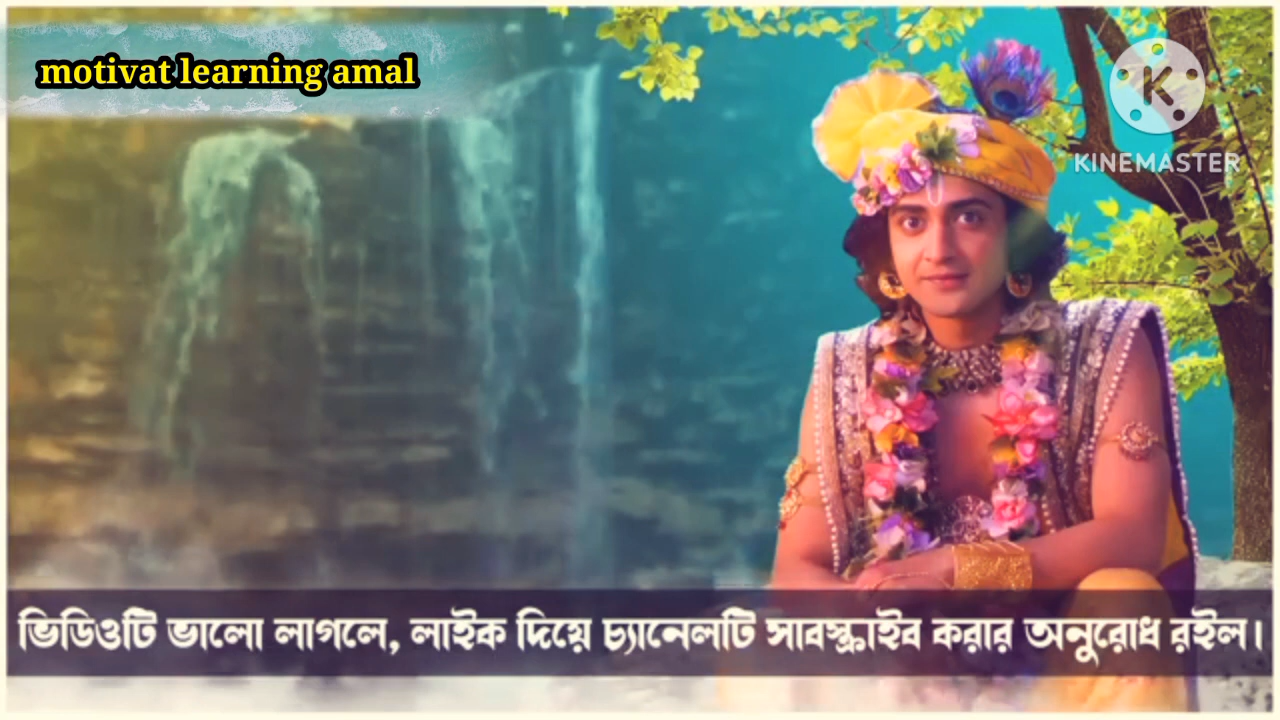 motivat learning amal
K
KINEMASTER
ভিডিওটি ভালো লাগলে, লাইক দিয়ে চ্যানেলটি সাবস্ক্রাইব করার অনুরোধ রইল।